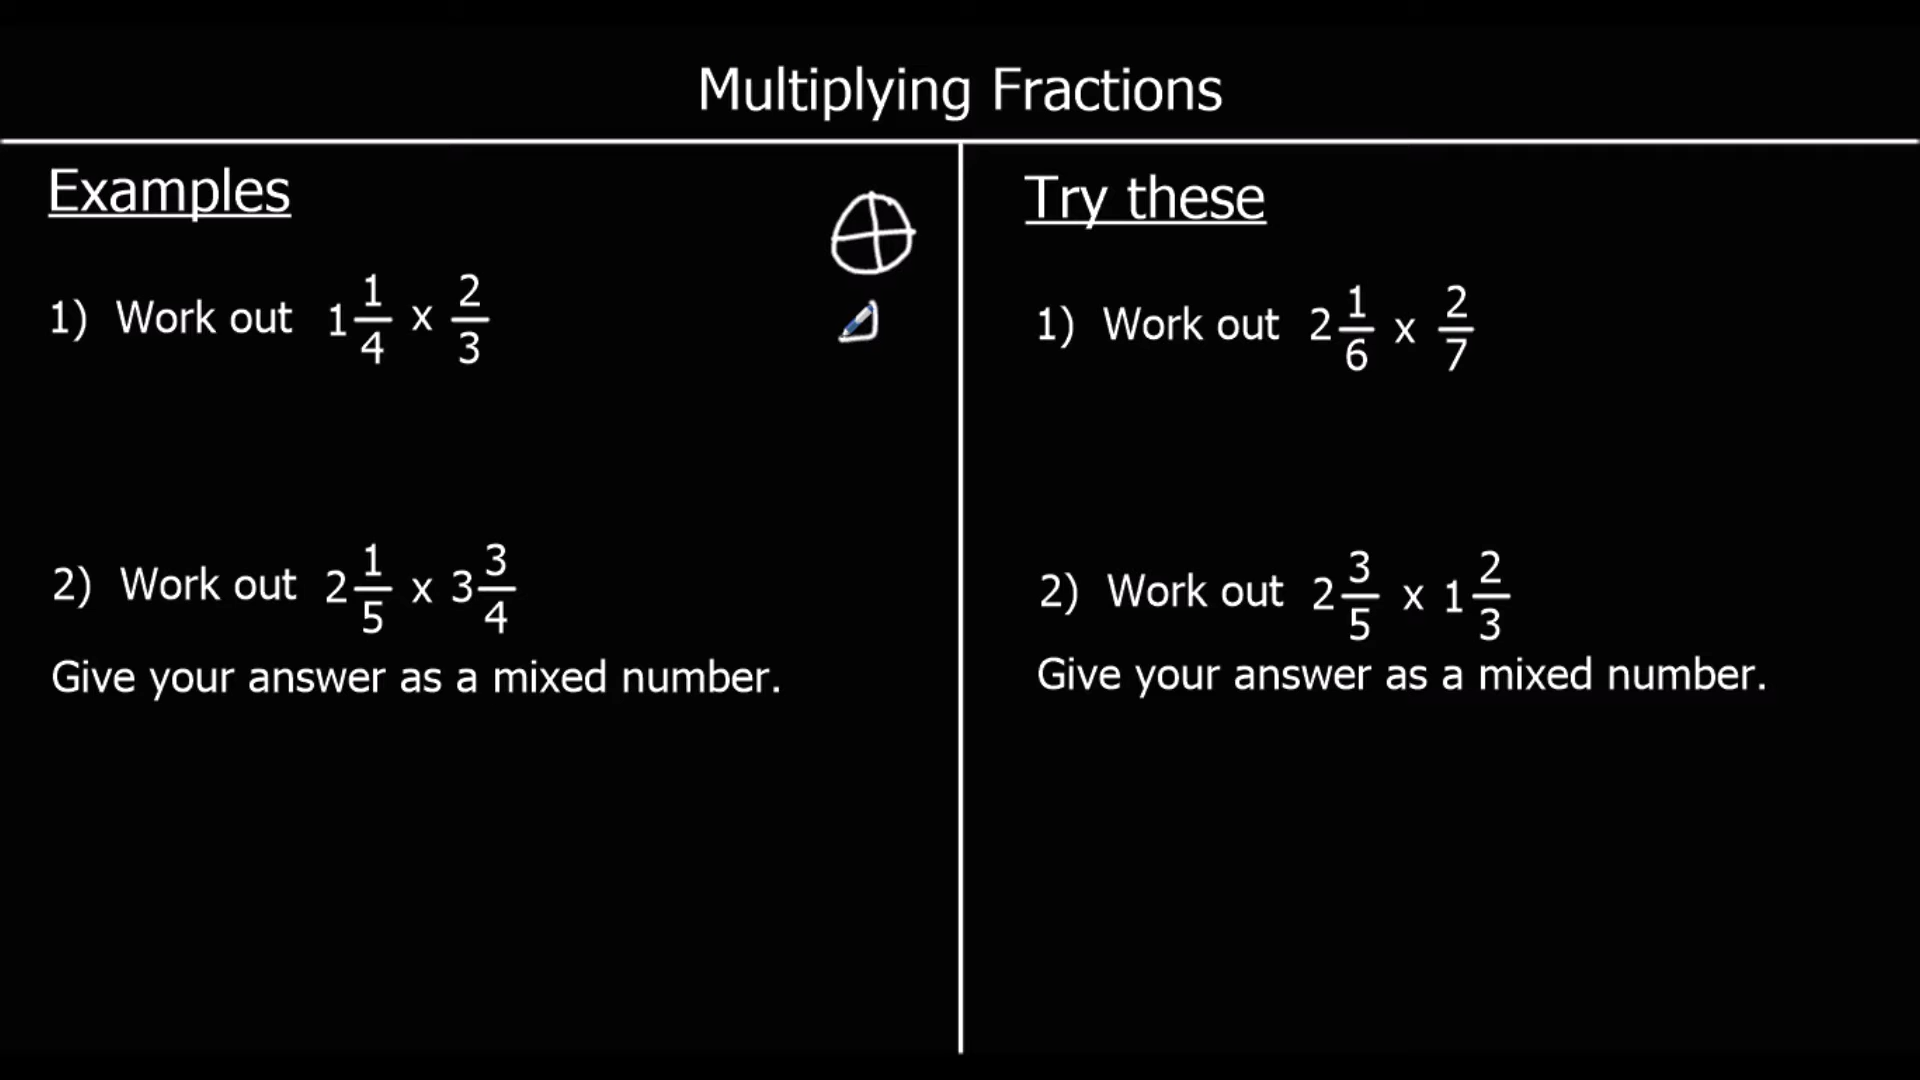 Multiplying Fractions
Examples
1) Work out 1 1/4 x 2/3
2) Work out 2 1/5 x 3 3/4
Give your answer as a mixed number.
Try these
1) Work out 2 1/6 x 2/7
2) Work out 2 3/5 x 1 2/3
Give your answer as a mixed number.